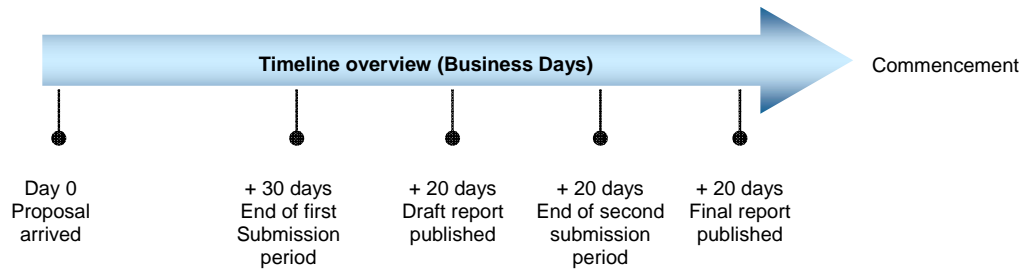 Timeline overview (Business Days)
Commencement
Day 0
Proposal
arrived
+ 30 days
End of first
Submission
period
+ 20 days
Draft report
published
+ 20 days
End of second
submission
period
+ 20 days
Final report
published